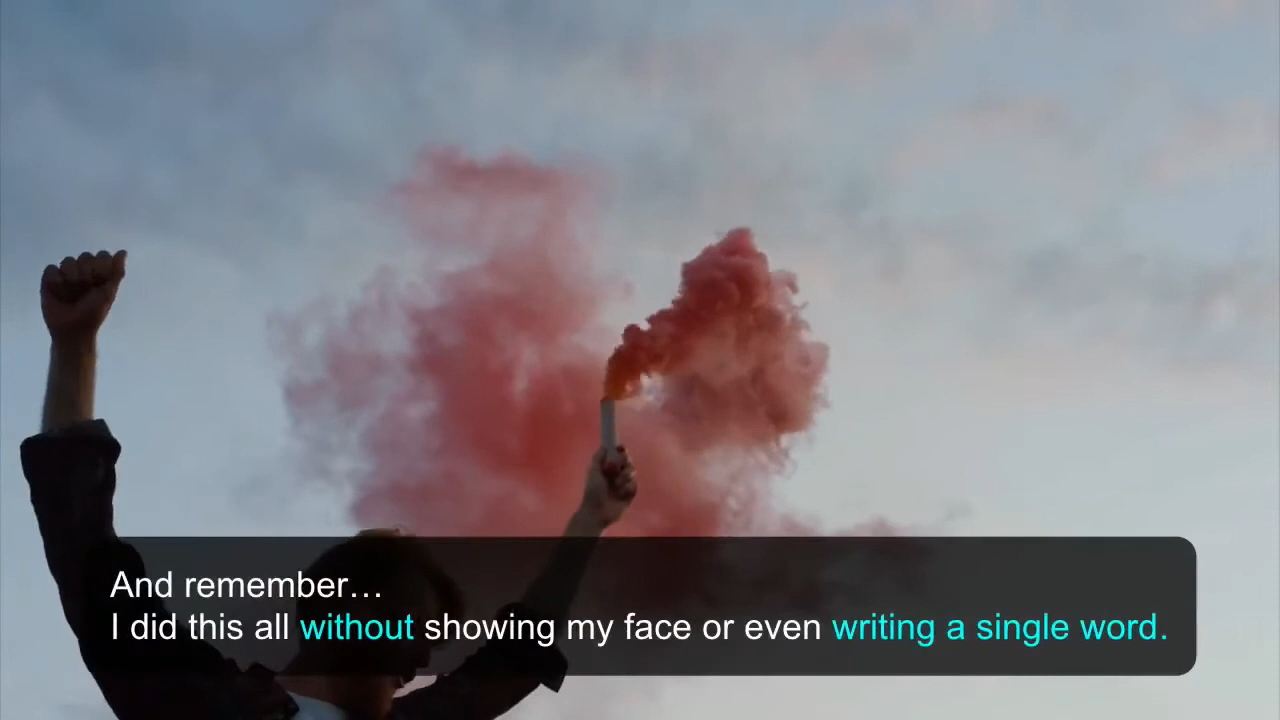 And remember…
I did this all without showing my face or even writing a single word.